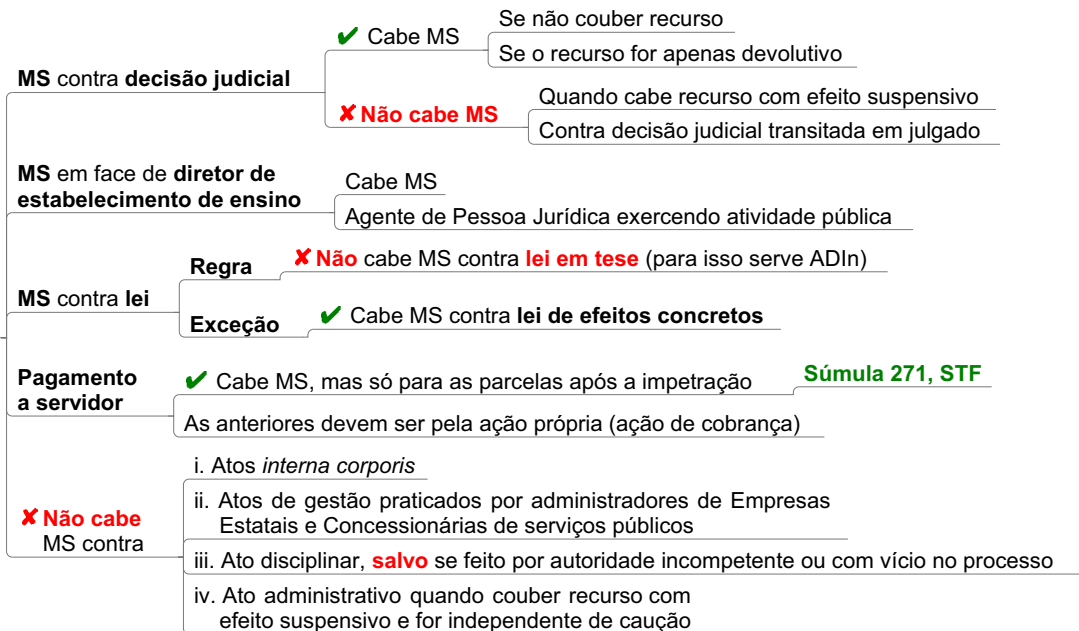 MS contra decisão judicial
✔ Cabe MS
Se não couber recurso
Se o recurso for apenas devolutivo
✘ Não cabe MS
Quando cabe recurso com efeito suspensivo
Contra decisão judicial transitada em julgado
MS em face de diretor de
estabelecimento de ensino
Cabe MS
Agente de Pessoa Jurídica exercendo atividade pública
MS contra lei
Regra
✘ Não cabe MS contra lei em tese (para isso serve ADIn)
Exceção
✔ Cabe MS contra lei de efeitos concretos
Pagamento
a servidor
✔ Cabe MS, mas só para as parcelas após a impetração
Súmula 271, STF
As anteriores devem ser pela ação própria (ação de cobrança)
✘ Não cabe
MS contra
i. Atos interna corporis
ii. Atos de gestão praticados por administradores de Empresas
Estatais e Concessionárias de serviços públicos
iii. Ato disciplinar, salvo se feito por autoridade incompetente ou com vício no processo
iv. Ato administrativo quando couber recurso com
efeito suspensivo e for independente de caução